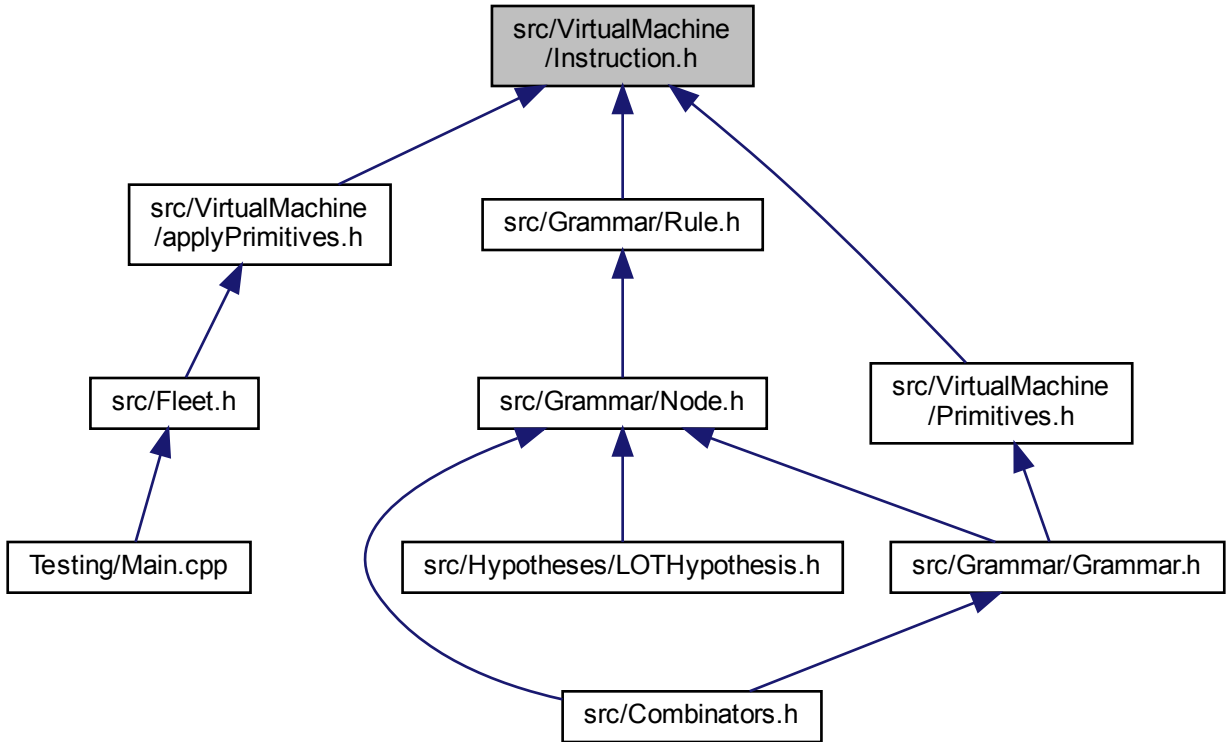 src/VirtualMachine
/Instruction.h
src/VirtualMachine
/applyPrimitives.h
src/Grammar/Rule.h
src/Fleet.h
src/Grammar/Node.h
src/VirtualMachine
/Primitives.h
Testing/Main.cpp
src/Hypotheses/LOTHypothesis.h
src/Grammar/Grammar.h
src/Combinators.h